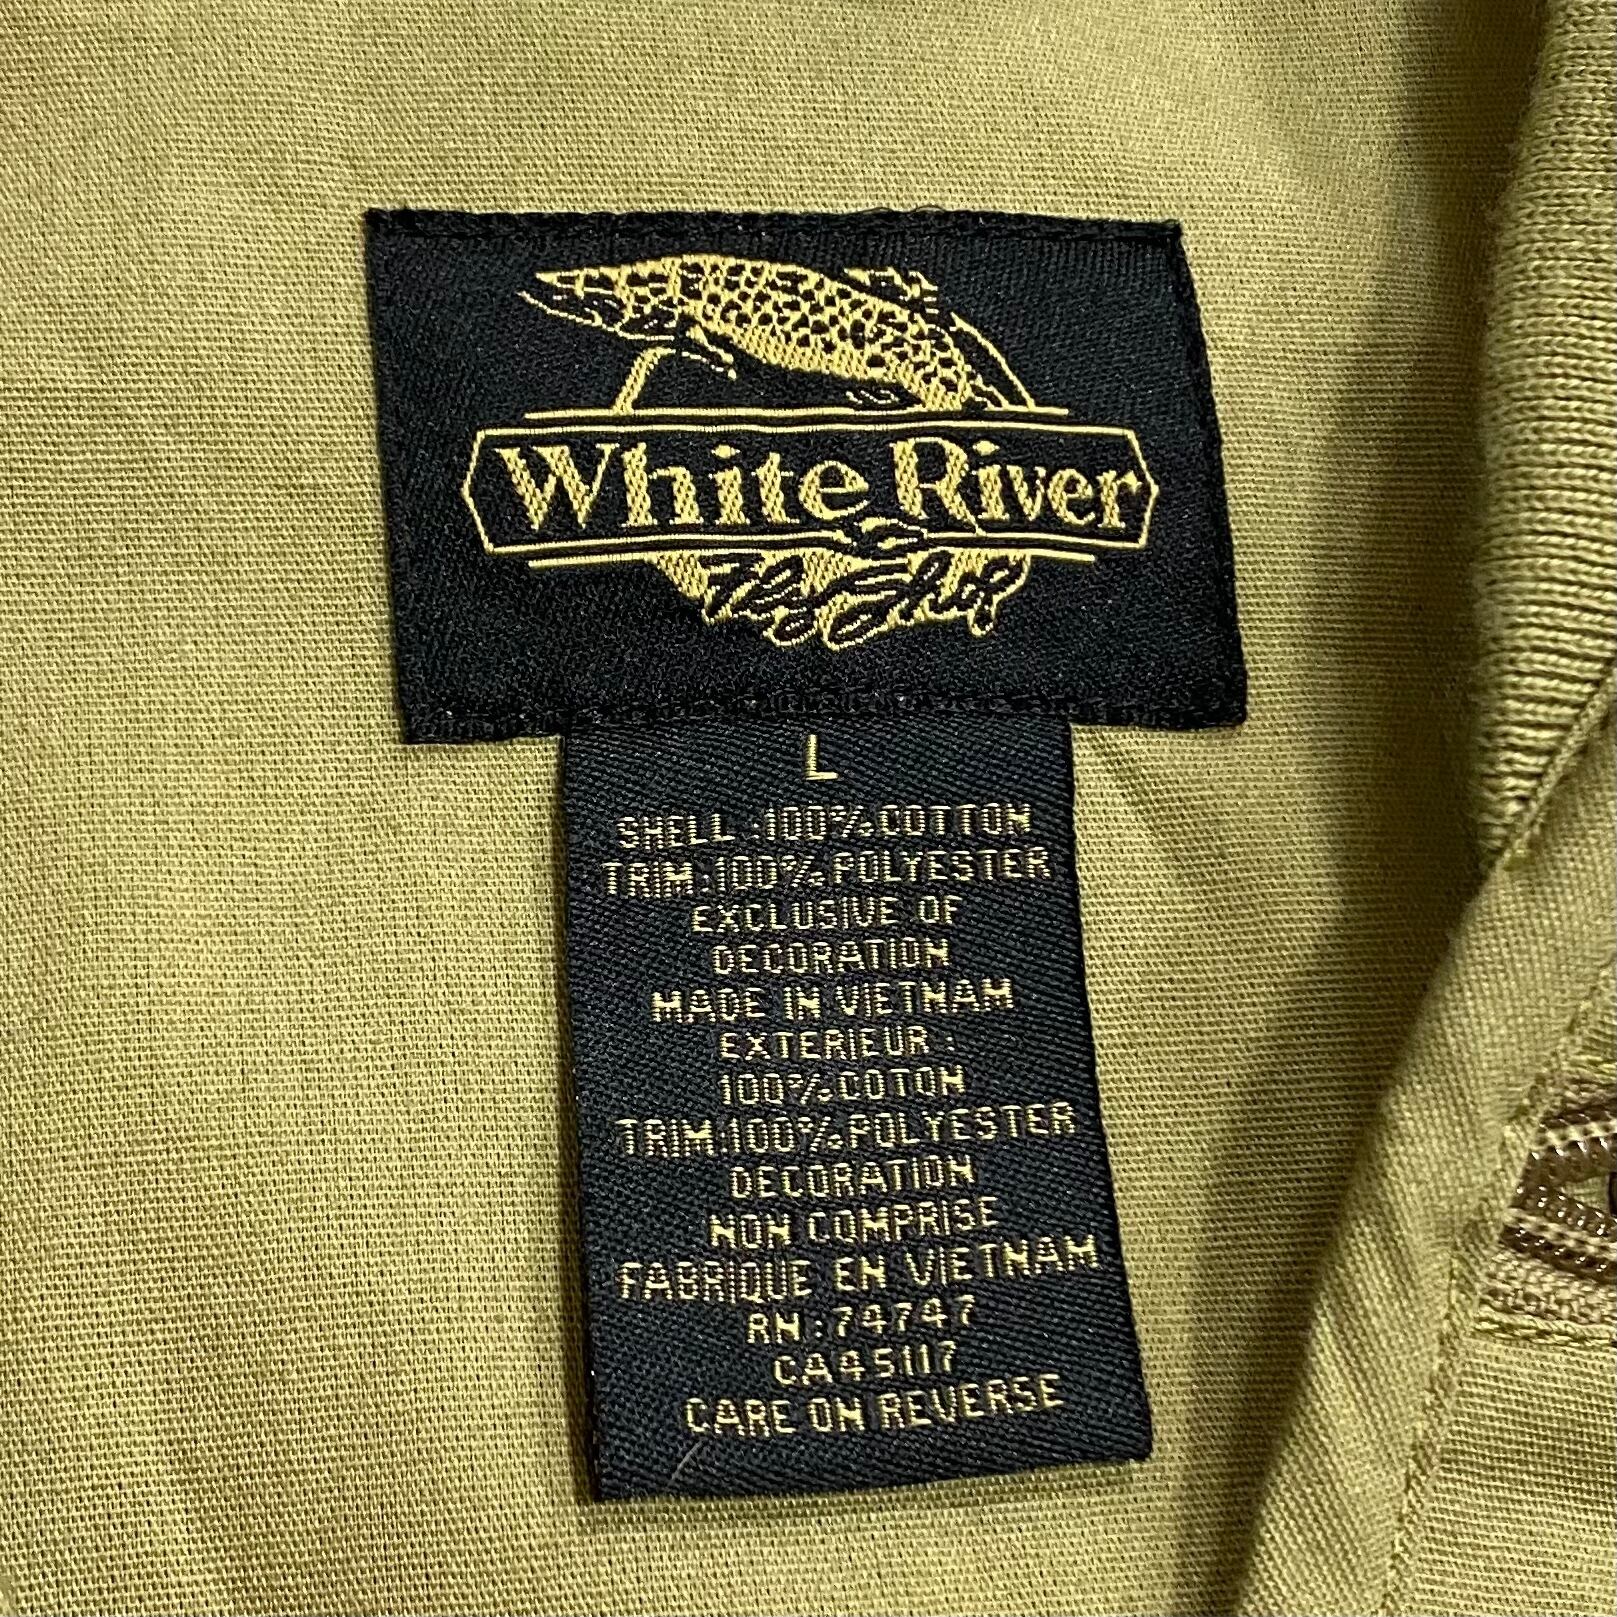 White River
Fly Shop
L
SHELL:100%COTTON
TRIM:100%POLYESTER
EXCLUSIVE OF
DECORATION
MADE IN VIETNAM
EXTERIEUR:
100%COTON
TRIM:100%POLYESTER
DECORATION
NON COMPRISE
FABRIQUE EN VIETNAM
RN:74747
CA45117
CARE ON REVERSE